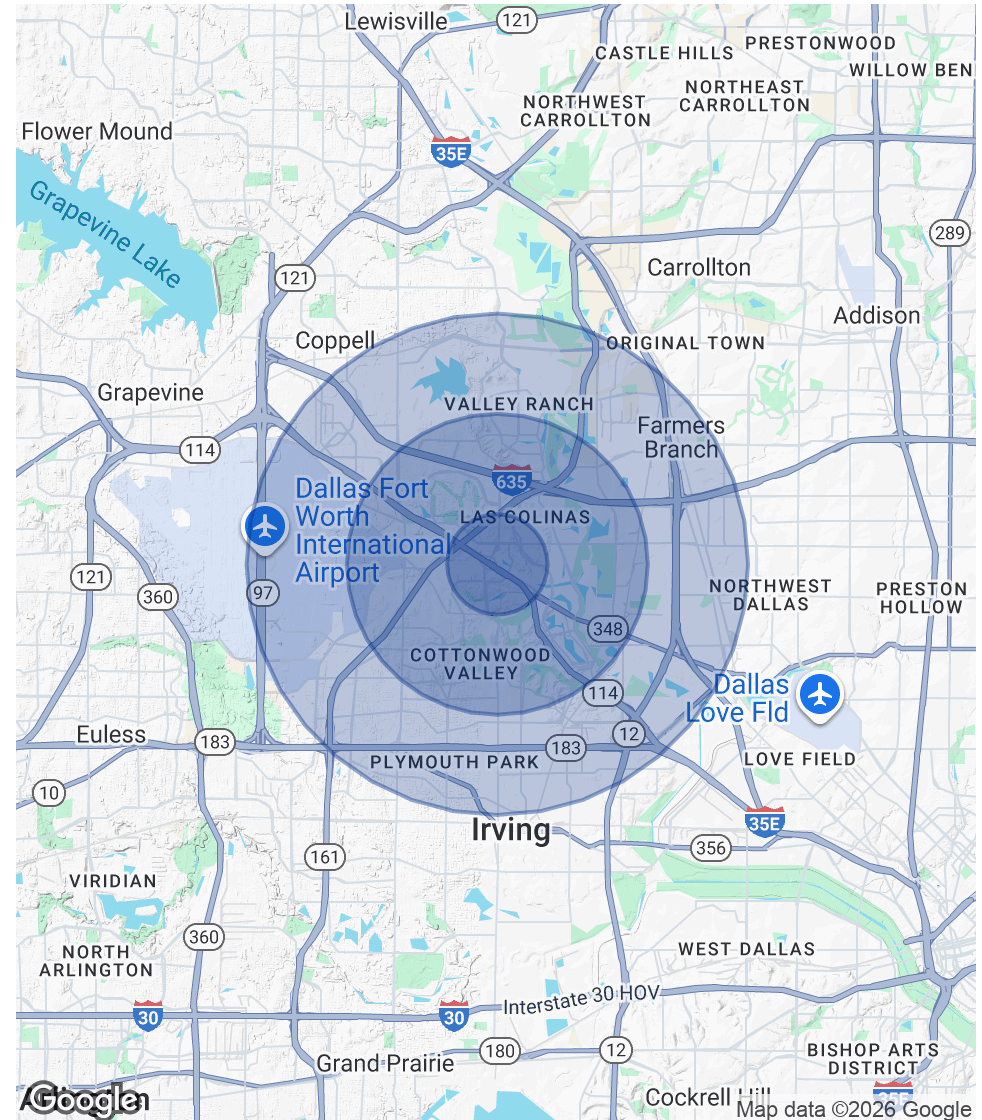 Lewisville
121
CASTLE HILLS
PRESTONWOOD
WILLOW BEN
NORTHWEST
CARROLLTON
NORTHEAST
CARROLLTON
Flower Mound
35E
Grapevine Lake
289
121
Carrollton
Addison
Coppell
ORIGINAL TOWN
Grapevine
VALLEY RANCH
Farmers
Branch
114
635
Dallas Fort
Worth
International
Airport
LAS COLINAS
121
360
97
NORTHWEST
DALLAS
PRESTON
HOLLOW
348
COTTONWOOD
VALLEY
114
Dallas
Love Fld
Euless
183
12
183
PLYMOUTH PARK
LOVE FIELD
10
35E
Irving
356
161
VIRIDIAN
360
NORTH
ARLINGTON
WEST DALLAS
Interstate 30 HOV
30
30
180
12
Grand Prairie
BISHOP ARTS
DISTRICT
35E
Google
Cockrell Hill
Map data ©2026 Google